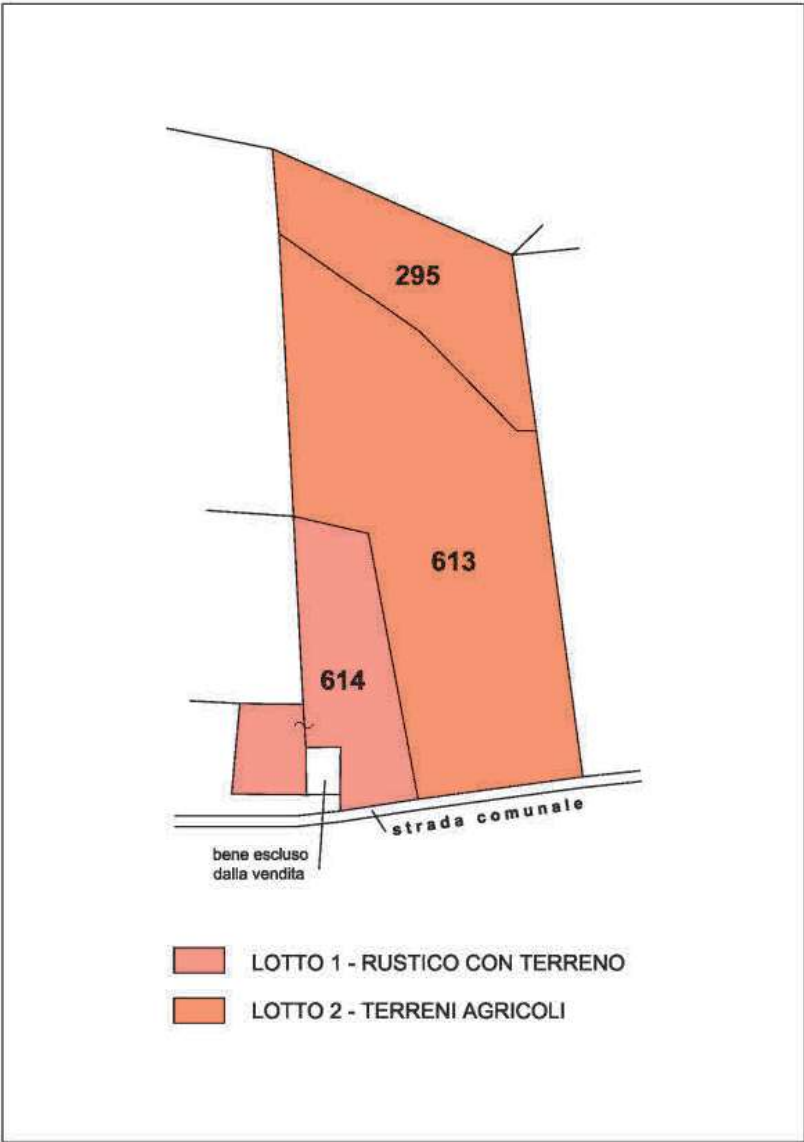 295
613
614
strada comunale
bene escluso
dalla vendita
LOTTO 1 - RUSTICO CON TERRENO
LOTTO 2 - TERRENI AGRICOLI